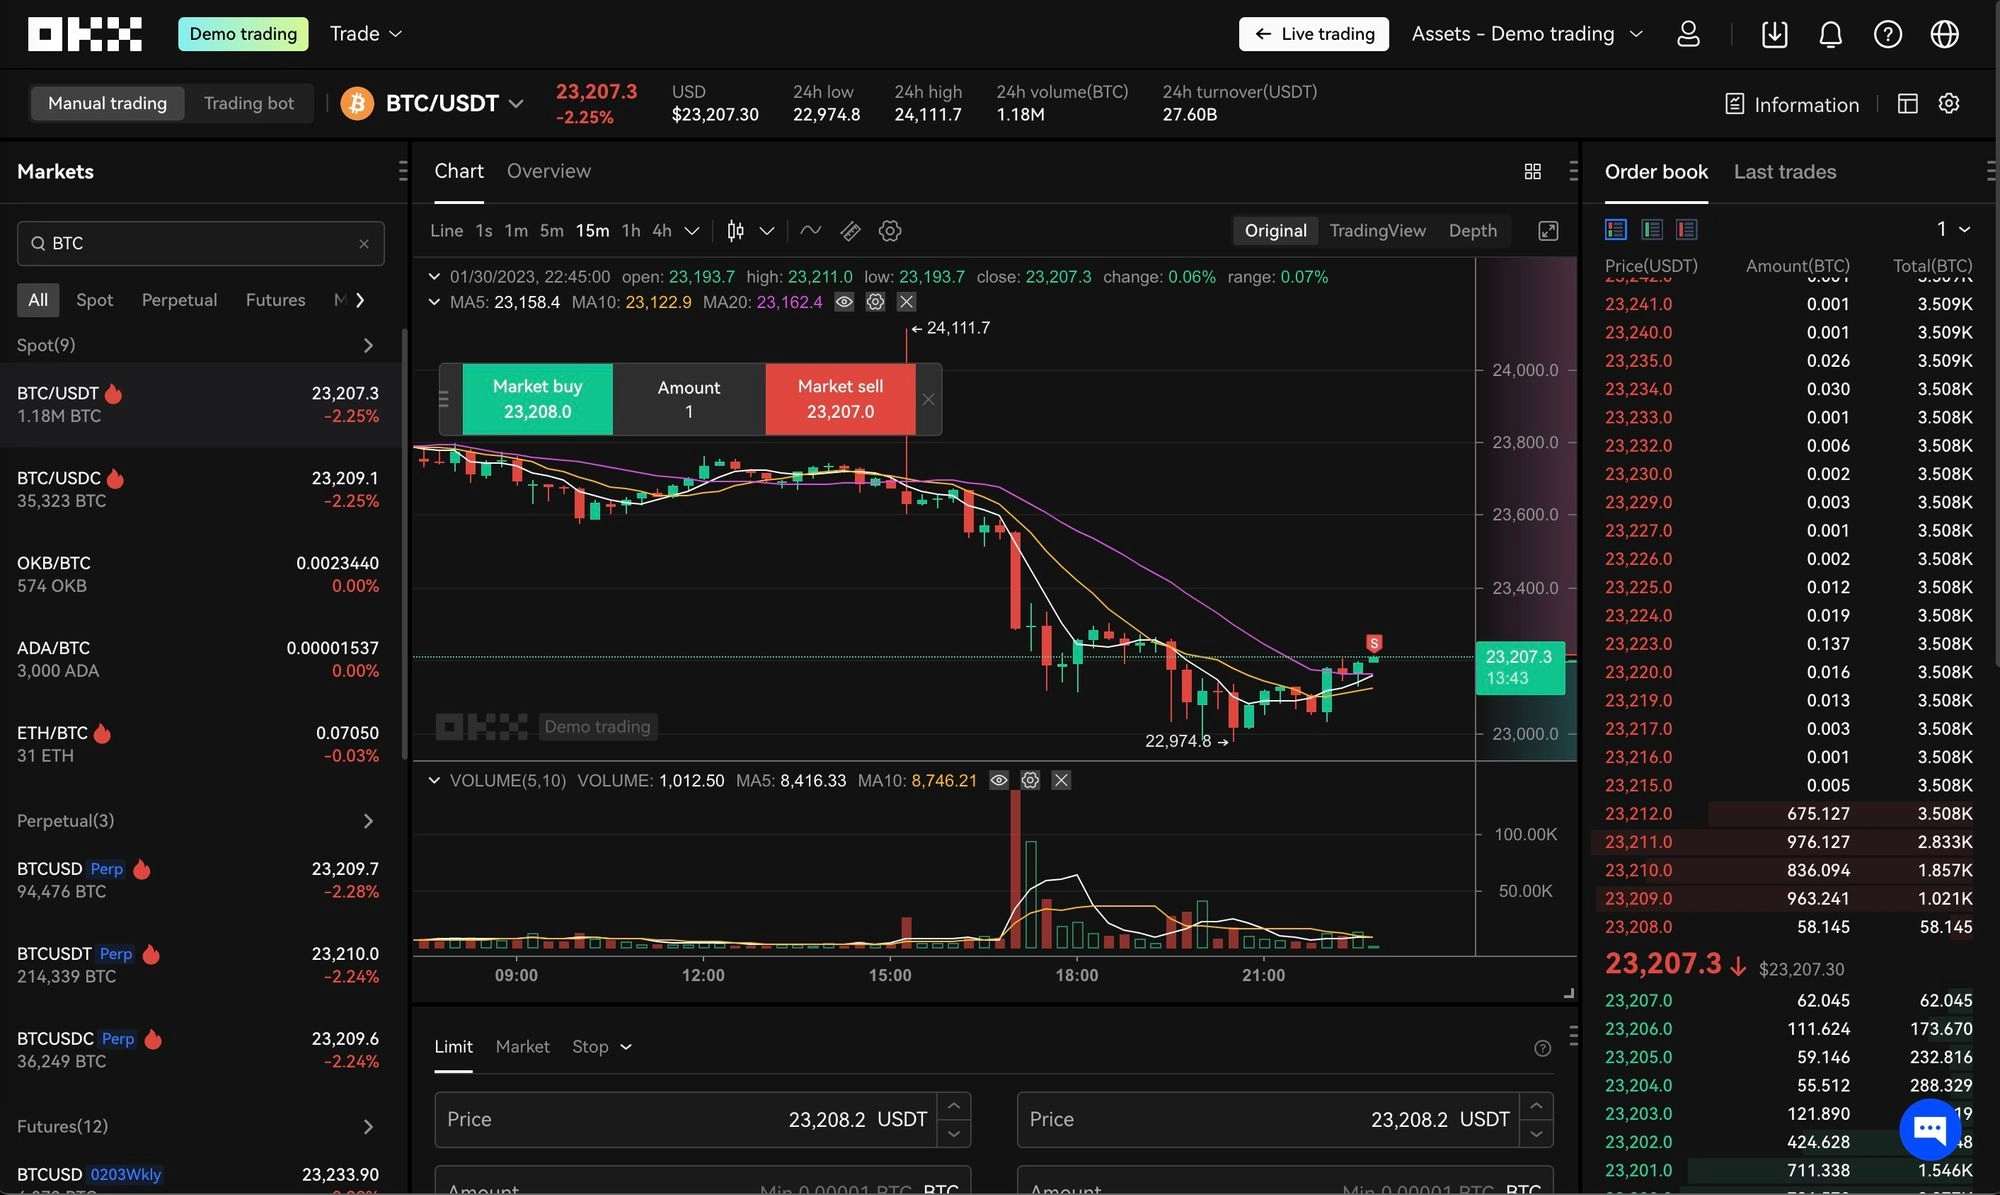 OKX Demo trading Trade Live trading Assets - Demo trading
Manual trading Trading bot BTC/USDT 23,207.3 -2.25% USD $23,207.30 24h low 22,974.8 24h high 24,111.7 24h volume(BTC) 1.18M 24h turnover(USDT) 27.60B Information
Markets
BTC
All Spot Perpetual Futures
Spot(9)
BTC/USDT 23,207.3
1.18M BTC -2.25%
BTC/USDC 23,209.1
35,323 BTC -2.25%
OKB/BTC 0.0023440
574 OKB 0.00%
ADA/BTC 0.00001537
3,000 ADA 0.00%
ETH/BTC 0.07050
31 ETH -0.03%
Perpetual(3)
BTCUSD Perp 23,209.7
94,476 BTC -2.28%
BTCUSDT Perp 23,210.0
214,339 BTC -2.24%
BTCUSDC Perp 23,209.6
36,249 BTC -2.24%
Futures(12)
BTCUSD 0203Wkly 23,233.90
Chart Overview
Line 1s 1m 5m 15m 1h 4h Original TradingView Depth
01/30/2023, 22:45:00 open: 23,193.7 high: 23,211.0 low: 23,193.7 close: 23,207.3 change: 0.06% range: 0.07%
MA5: 23,158.4 MA10: 23,122.9 MA20: 23,162.4
24,111.7
Market buy Amount Market sell
23,208.0 1 23,207.0
24,000.0
23,800.0
23,600.0
23,400.0
S
23,207.3
13:43
23,000.0
OKX Demo trading
22,974.8
VOLUME(5,10) VOLUME: 1,012.50 MA5: 8,416.33 MA10: 8,746.21
100.00K
50.00K
09:00 12:00 15:00 18:00 21:00
Limit Market Stop
Price 23,208.2 USDT Price 23,208.2 USDT
Amount Min 0.00001 BTC BTC Amount Min 0.00001 BTC BTC
Order book Last trades
1
Price(USDT) Amount(BTC) Total(BTC)
23,241.0 0.001 3.509K
23,240.0 0.001 3.509K
23,235.0 0.026 3.509K
23,234.0 0.030 3.508K
23,233.0 0.001 3.508K
23,232.0 0.006 3.508K
23,230.0 0.002 3.508K
23,229.0 0.003 3.508K
23,227.0 0.001 3.508K
23,226.0 0.002 3.508K
23,225.0 0.012 3.508K
23,224.0 0.019 3.508K
23,223.0 0.137 3.508K
23,220.0 0.016 3.508K
23,219.0 0.013 3.508K
23,217.0 0.003 3.508K
23,216.0 0.001 3.508K
23,215.0 0.005 3.508K
23,212.0 675.127 3.508K
23,211.0 976.127 2.833K
23,210.0 836.094 1.857K
23,209.0 963.241 1.021K
23,208.0 58.145 58.145
23,207.3 $23,207.30
23,207.0 62.045 62.045
23,206.0 111.624 173.670
23,205.0 59.146 232.816
23,204.0 55.512 288.329
23,203.0 121.890
23,202.0 424.628
23,201.0 711.338 1.546K